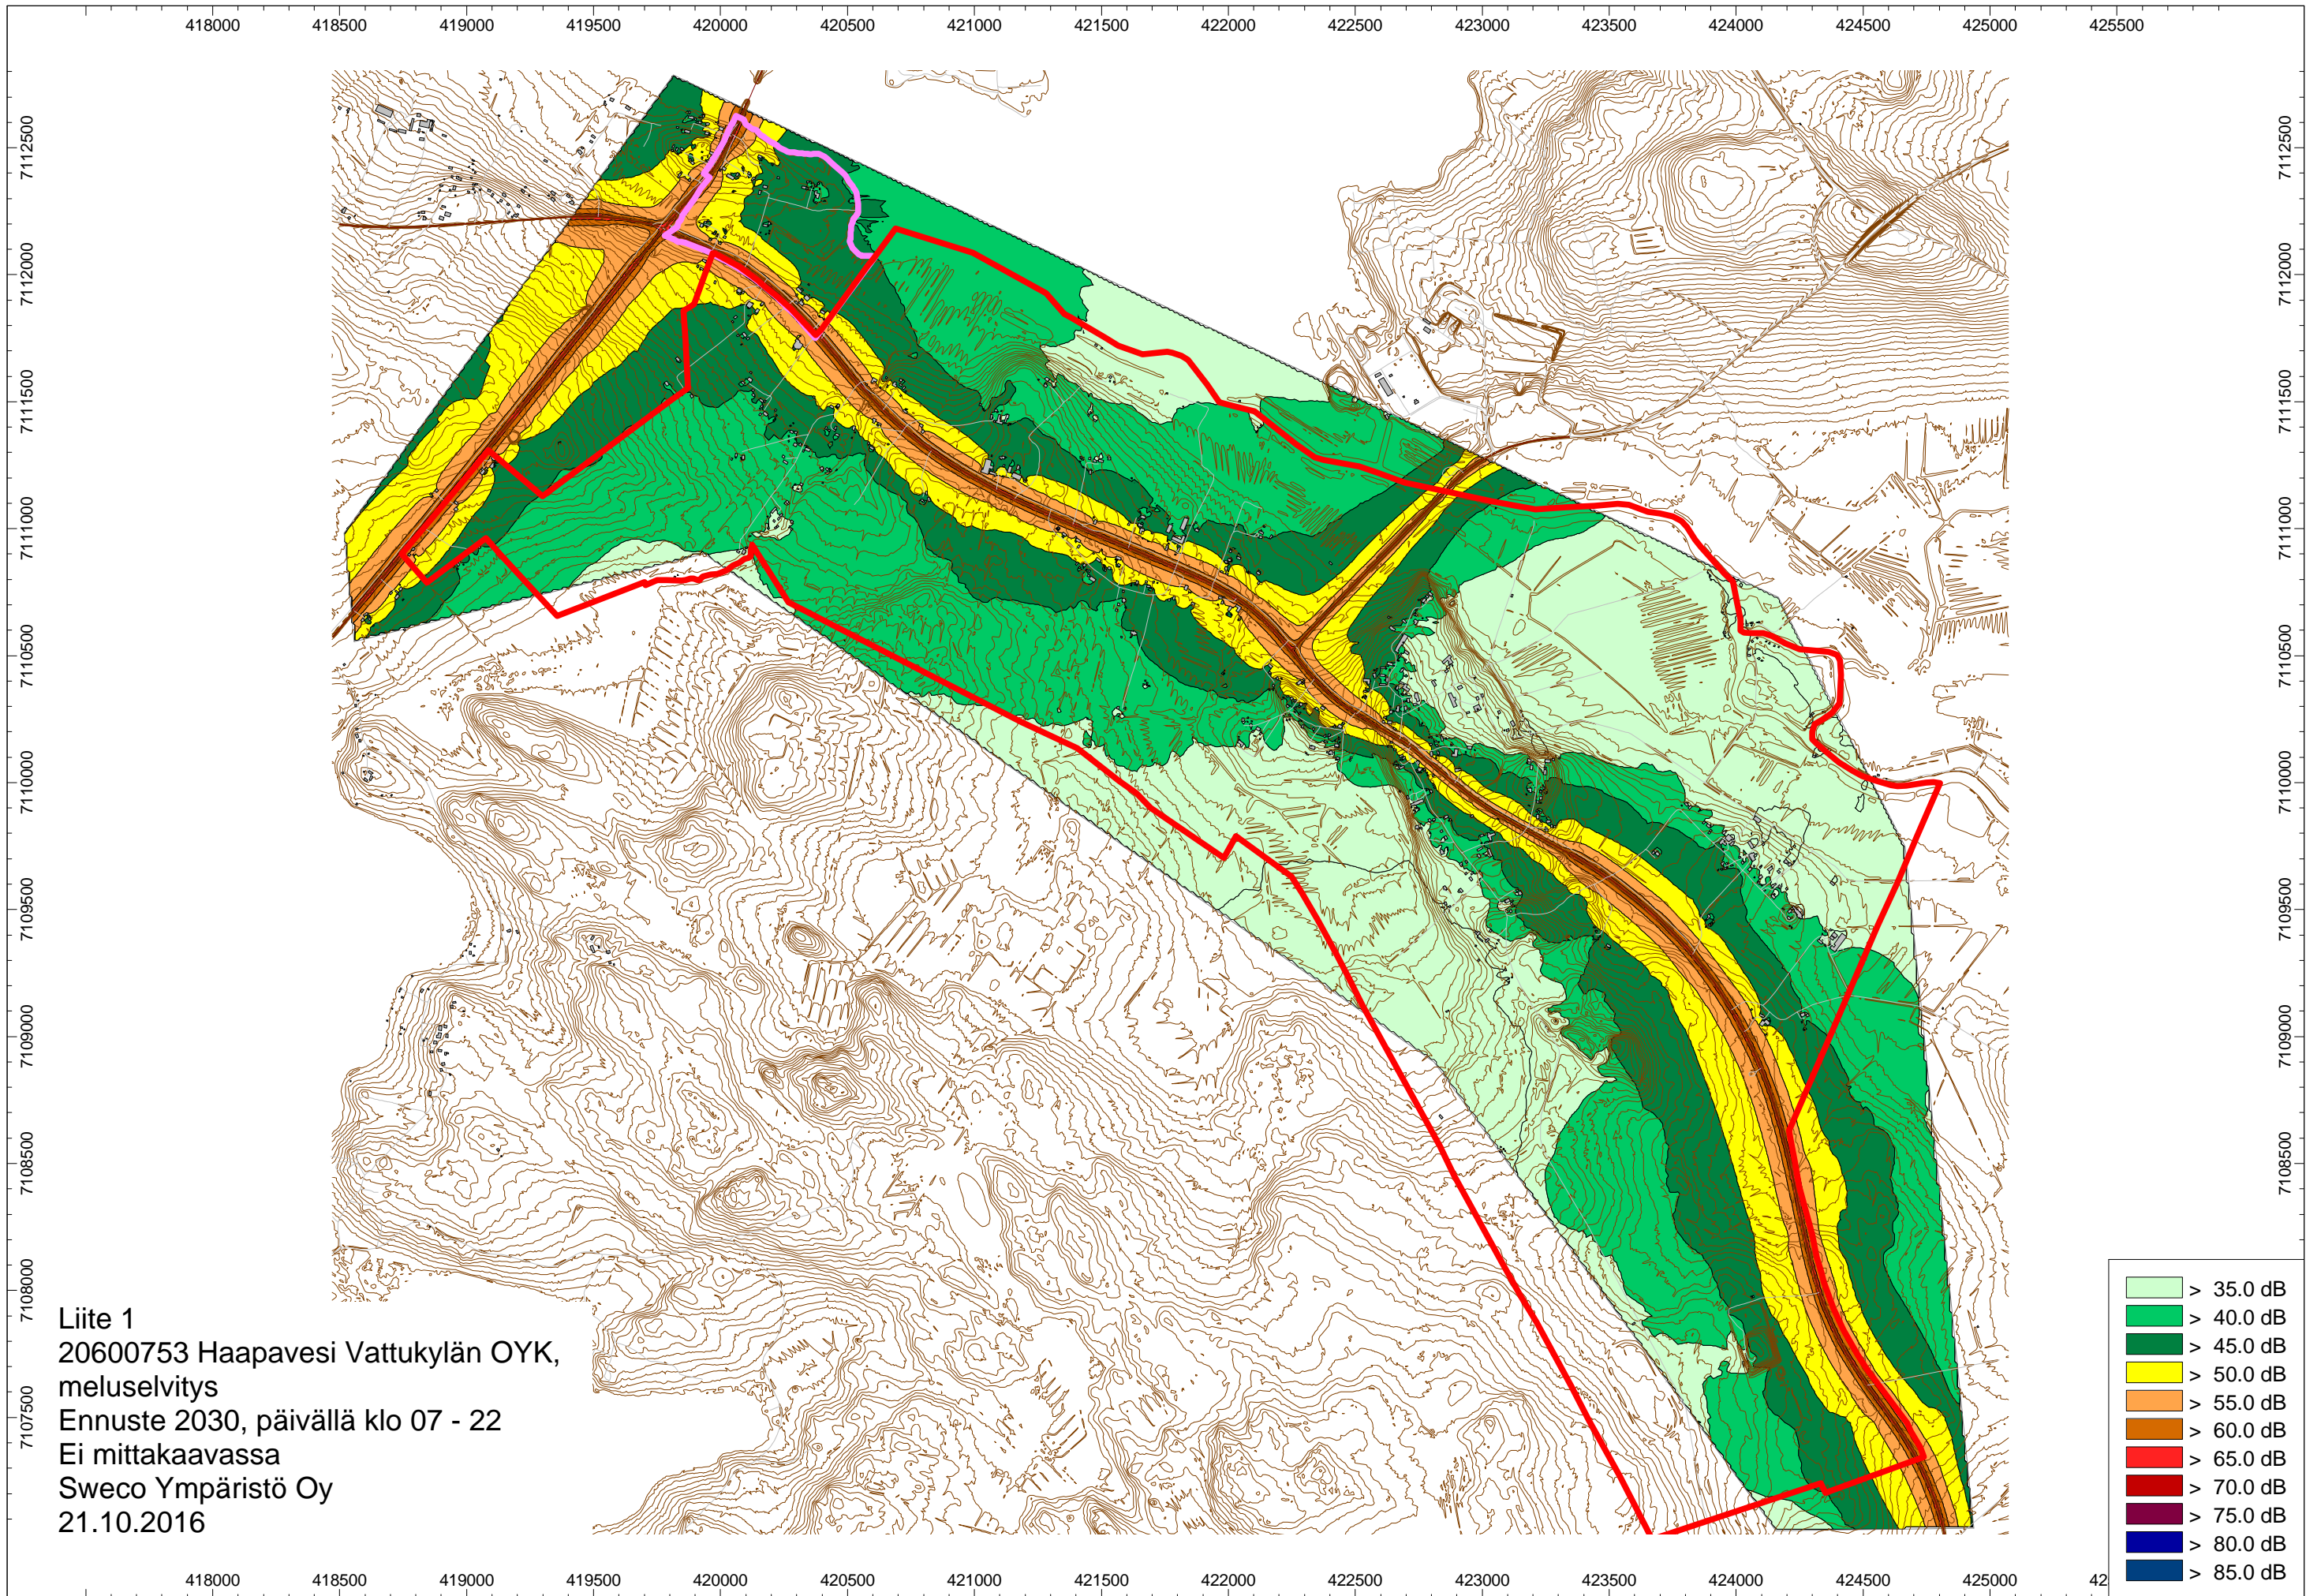 418000 418500 419000 419500 420000 420500 421000 421500 422000 422500 423000 423500 424000 424500 425000 425500
7112500
7112000
7111500
7111000
7110500
7110000
7109500
7109000
7108500
7108000
7107500
7112500
7112000
7111500
7111000
7110500
7110000
7109500
7109000
7108500
Liite 1
20600753 Haapavesi Vattukylän OYK,
meluselvitys
Ennuste 2030, päivällä klo 07 - 22
Ei mittakaavassa
Sweco Ympäristö Oy
21.10.2016
> 35.0 dB
> 40.0 dB
> 45.0 dB
> 50.0 dB
> 55.0 dB
> 60.0 dB
> 65.0 dB
> 70.0 dB
> 75.0 dB
> 80.0 dB
> 85.0 dB
418000 418500 419000 419500 420000 420500 421000 421500 422000 422500 423000 423500 424000 424500 425000 42